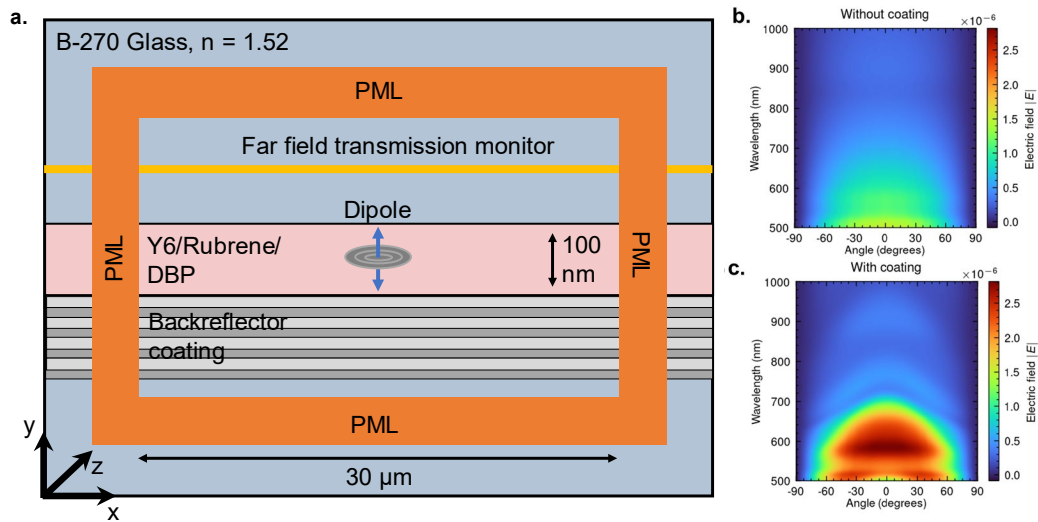 a.
B-270 Glass, n = 1.52
PML
Far field transmission monitor
Dipole
Y6/Rubrene/
DBP
100
nm
PML
PML
Backreflector
coating
PML
30 µm
y
z
x
b.
Without coating
×10⁻⁶
1000
900
800
700
600
500
Wavelength (nm)
-90 -60 -30 0 30 60 90
Angle (degrees)
2.5
2.0
1.5
1.0
0.5
0.0
Electric field |E|
c.
With coating
×10⁻⁶
1000
900
800
700
600
500
Wavelength (nm)
-90 -60 -30 0 30 60 90
Angle (degrees)
2.5
2.0
1.5
1.0
0.5
0.0
Electric field |E|